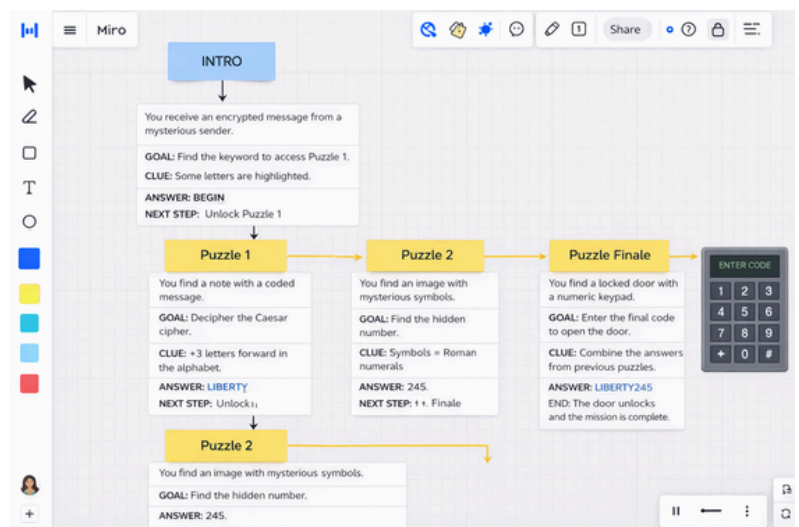 Miro
1
Share
INTRO
You receive an encrypted message from a
mysterious sender.
GOAL: Find the keyword to access Puzzle 1.
CLUE: Some letters are highlighted.
ANSWER: BEGIN
NEXT STEP: Unlock Puzzle 1
Puzzle 1
You find a note with a coded
message.
GOAL: Decipher the Caesar
cipher.
CLUE: +3 letters forward in
the alphabet.
ANSWER: LIBERTY
NEXT STEP: Unlock
Puzzle 2
You find an image with
mysterious symbols.
GOAL: Find the hidden
number.
CLUE: Symbols = Roman
numerals
ANSWER: 245.
NEXT STEP: Finale
Puzzle Finale
You find a locked door with
a numeric keypad.
GOAL: Enter the final code
to open the door.
CLUE: Combine the answers
from previous puzzles.
ANSWER: LIBERTY245
END: The door unlocks
and the mission is complete.
ENTER CODE
1 2 3
4 5 6
7 8 9
+ 0 #
Puzzle 2
You find an image with mysterious symbols.
GOAL: Find the hidden number.
ANSWER: 245.